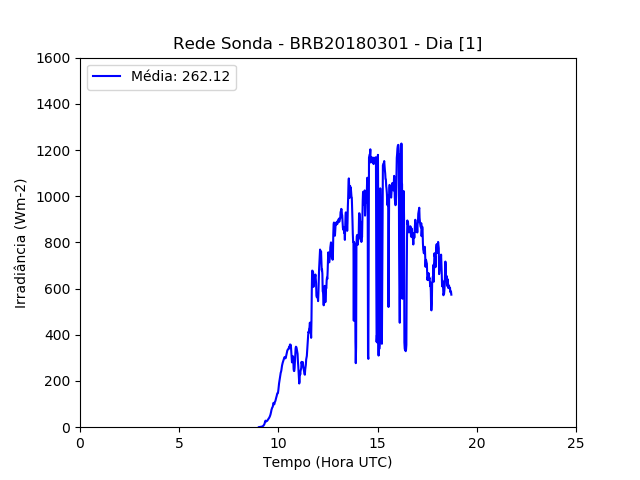 Rede Sonda - BRB20180301 - Dia [1]
Média: 262.12
1600
1400
1200
1000
800
600
400
200
0
Irradiância (Wm-2)
0 5 10 15 20 25
Tempo (Hora UTC)